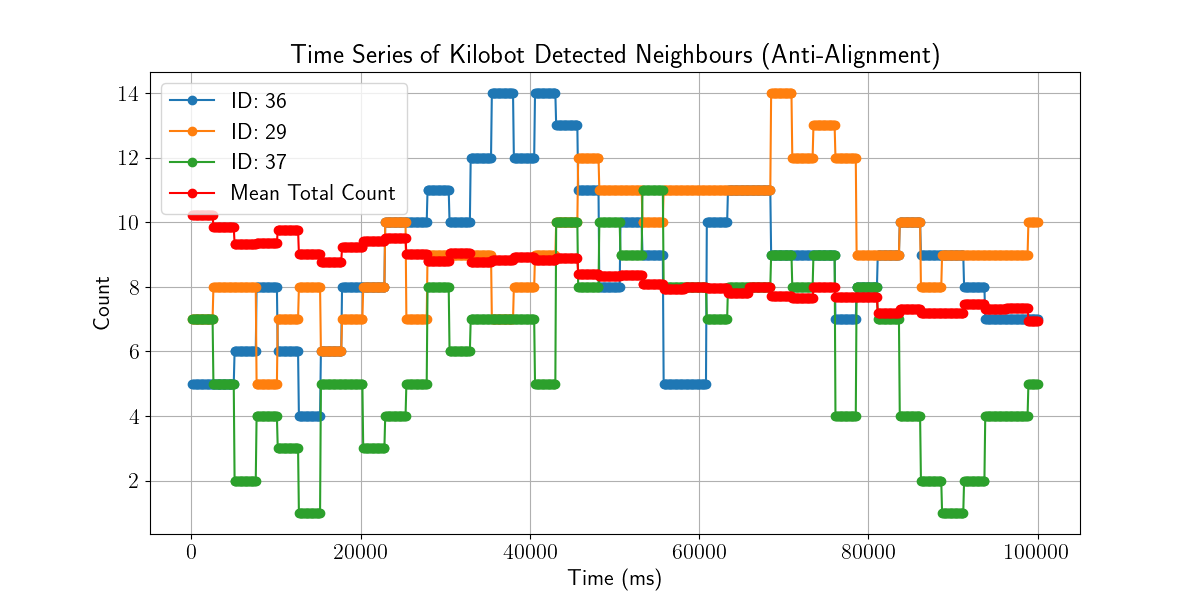 Time Series of Kilobot Detected Neighbours (Anti-Alignment)
ID: 36
ID: 29
ID: 37
Mean Total Count
Count
14
12
10
8
6
4
2
0 20000 40000 60000 80000 100000
Time (ms)